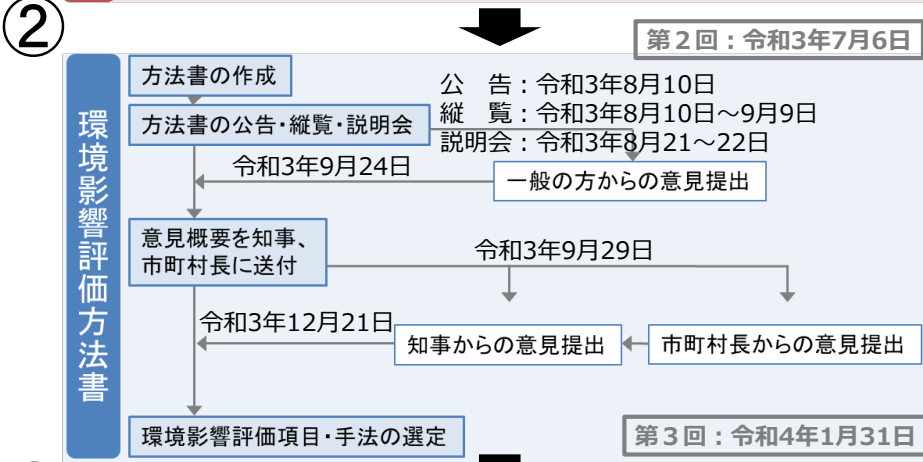 ②
第2回：令和3年7月6日
環境影響評価方法書
方法書の作成
公　告：令和3年8月10日
方法書の公告・縦覧・説明会
縦　覧：令和3年8月10日～9月9日
説明会：令和3年8月21～22日
令和3年9月24日
一般の方からの意見提出
意見概要を知事、
市町村長に送付
令和3年9月29日
令和3年12月21日
知事からの意見提出
市町村長からの意見提出
環境影響評価項目・手法の選定
第3回：令和4年1月31日